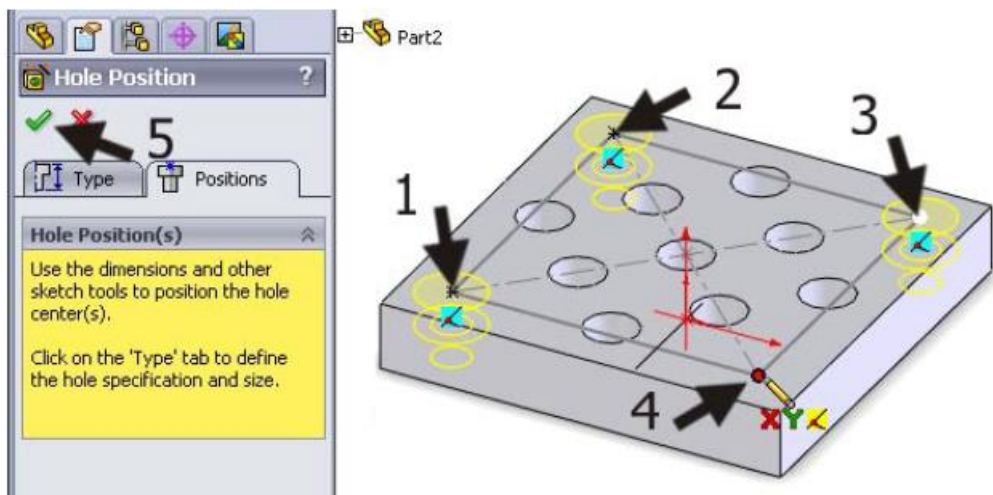 Part2
Hole Position ?
5
Type Positions
Hole Position(s)
Use the dimensions and other
sketch tools to position the hole
center(s).
Click on the 'Type' tab to define
the hole specification and size.
1
2
3
4
X Y